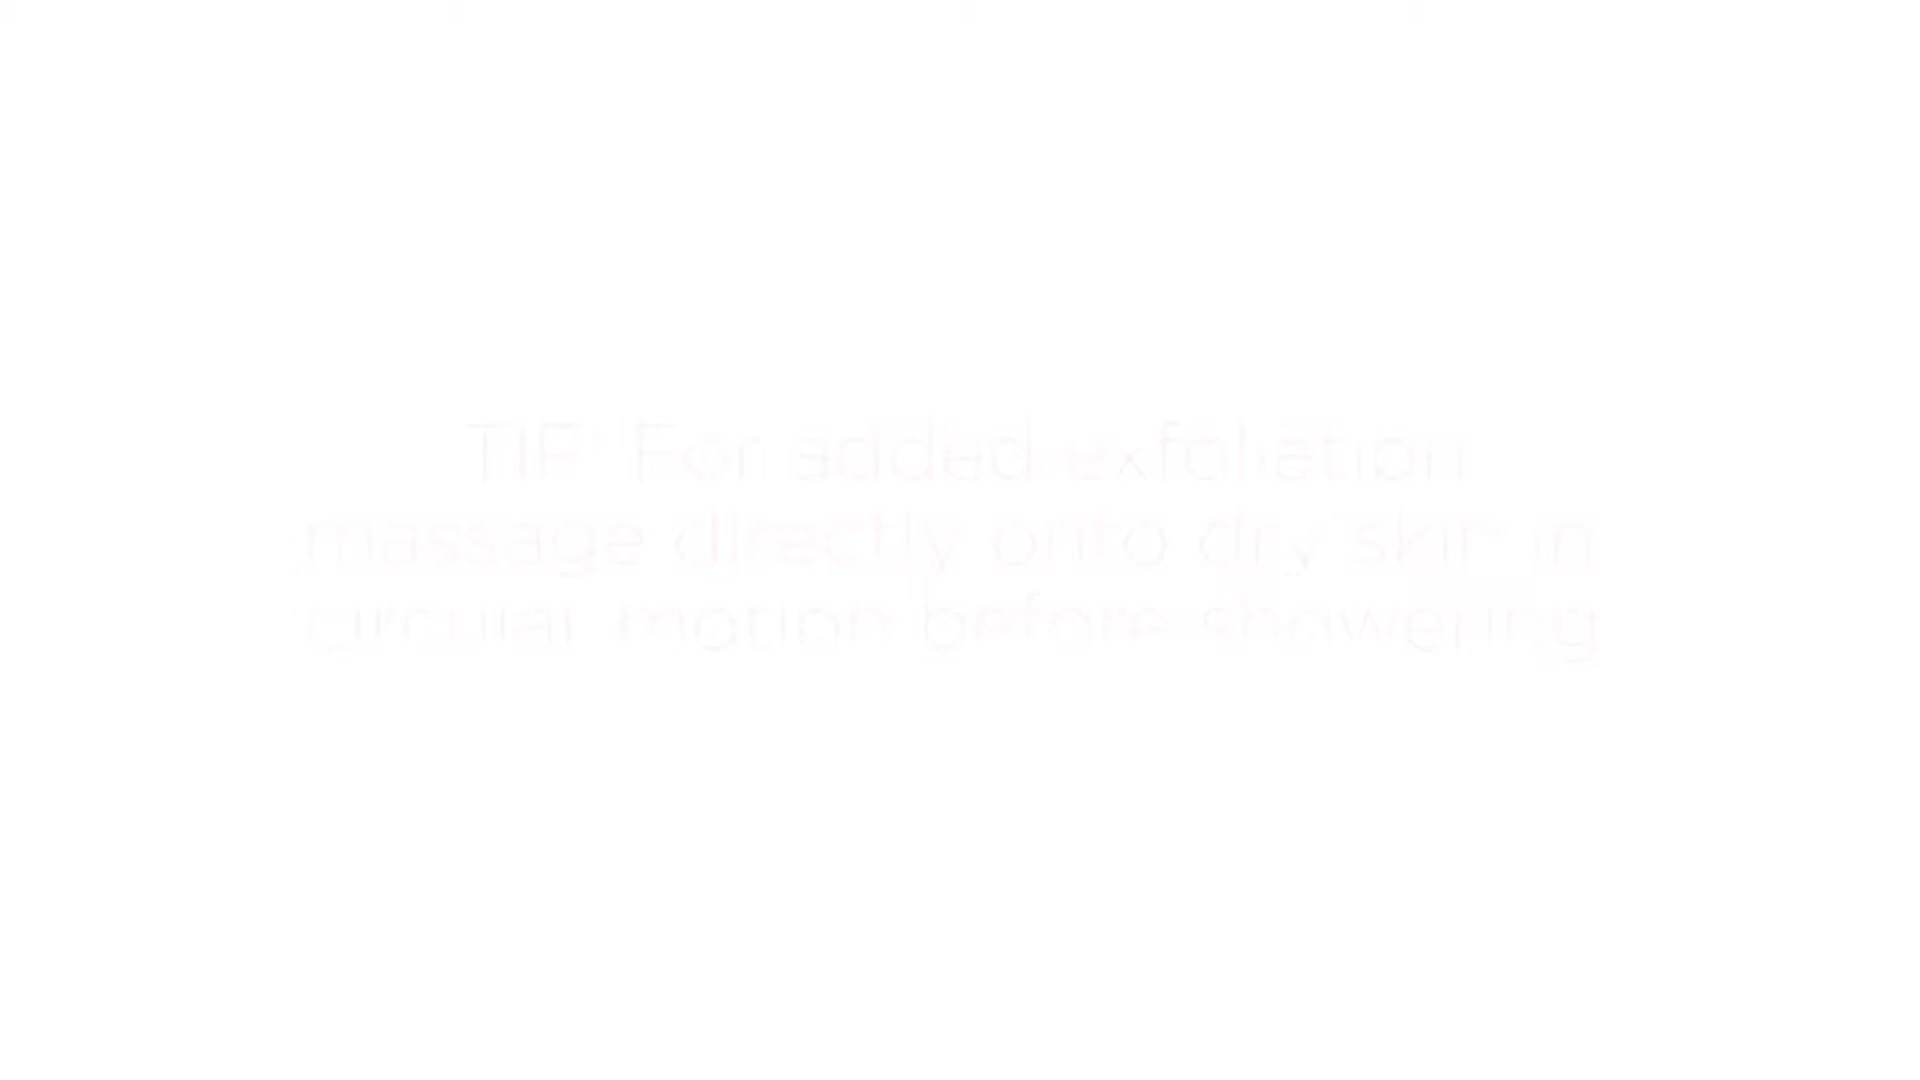 TIP: For added exfoliation
massage directly onto dry skin in
circular motion before showering